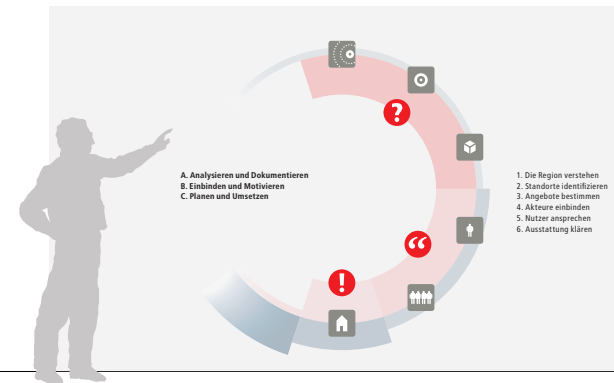 ?
A. Analysieren und Dokumentieren
B. Einbinden und Motivieren
C. Planen und Umsetzen
1. Die Region verstehen
2. Standorte identifizieren
3. Angebote bestimmen
4. Akteure einbinden
5. Nutzer ansprechen
6. Ausstattung klären
“
!